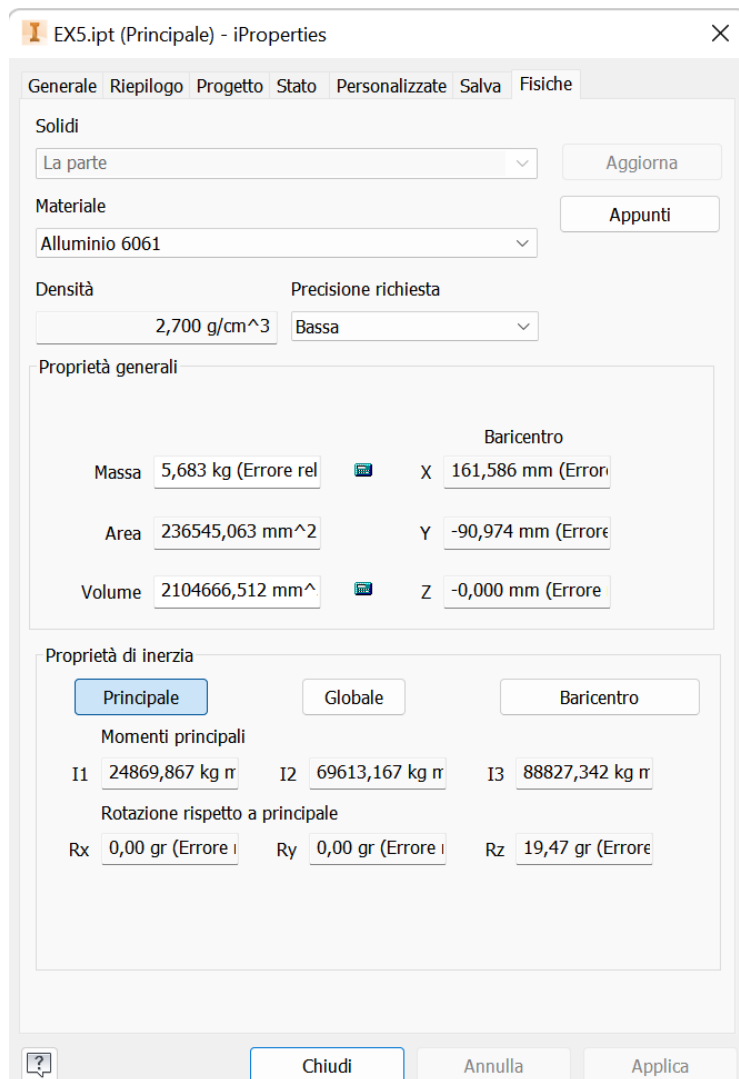 EX5.ipt (Principale) - iProperties
Generale Riepilogo Progetto Stato Personalizzate Salva Fisiche
Solidi
La parte Aggiorna
Materiale Appunti
Alluminio 6061
Densità Precisione richiesta
2,700 g/cm^3 Bassa
Proprietà generali
Baricentro
Massa 5,683 kg (Errore rel X 161,586 mm (Errore
Area 236545,063 mm^2 Y -90,974 mm (Errore
Volume 2104666,512 mm^ Z -0,000 mm (Errore
Proprietà di inerzia
Principale Globale Baricentro
Momenti principali
I1 24869,867 kg m I2 69613,167 kg m I3 88827,342 kg m
Rotazione rispetto a principale
Rx 0,00 gr (Errore r Ry 0,00 gr (Errore r Rz 19,47 gr (Errore
? Chiudi Annulla Applica